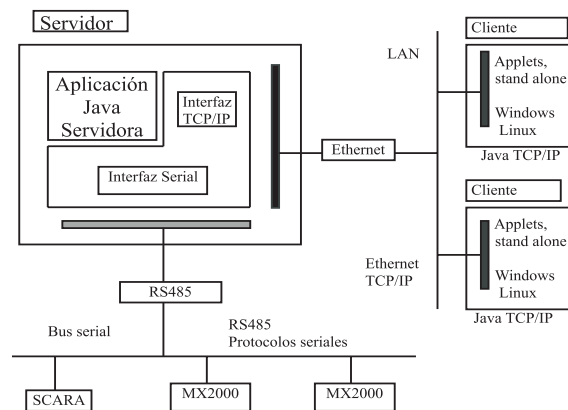 Servidor
Aplicación
Java
Servidora
Interfaz
TCP/IP
Interfaz Serial
Ethernet
LAN
Cliente
Applets,
stand alone
Windows
Linux
Java TCP/IP
Cliente
Applets,
stand alone
Windows
Linux
Java TCP/IP
Ethernet
TCP/IP
RS485
Bus serial
RS485
Protocolos seriales
SCARA
MX2000
MX2000